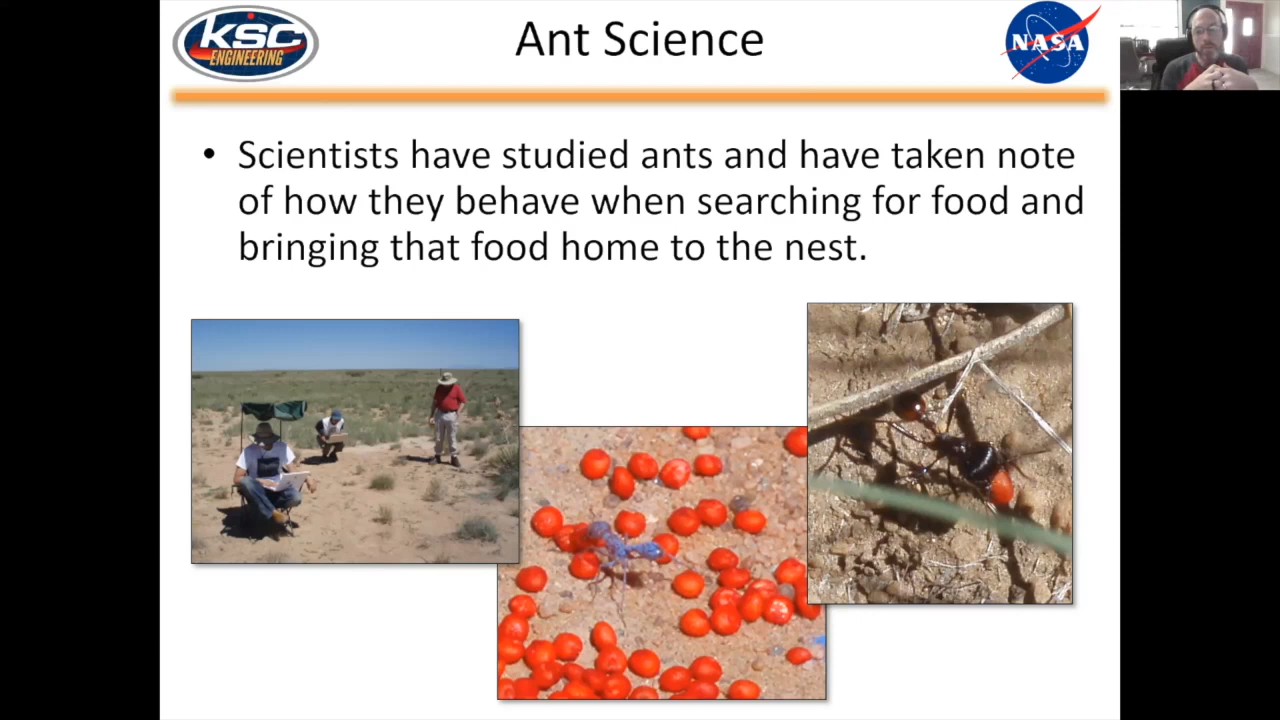 KSC
ENGINEERING
Ant Science
NASA
• Scientists have studied ants and have taken note
of how they behave when searching for food and
bringing that food home to the nest.